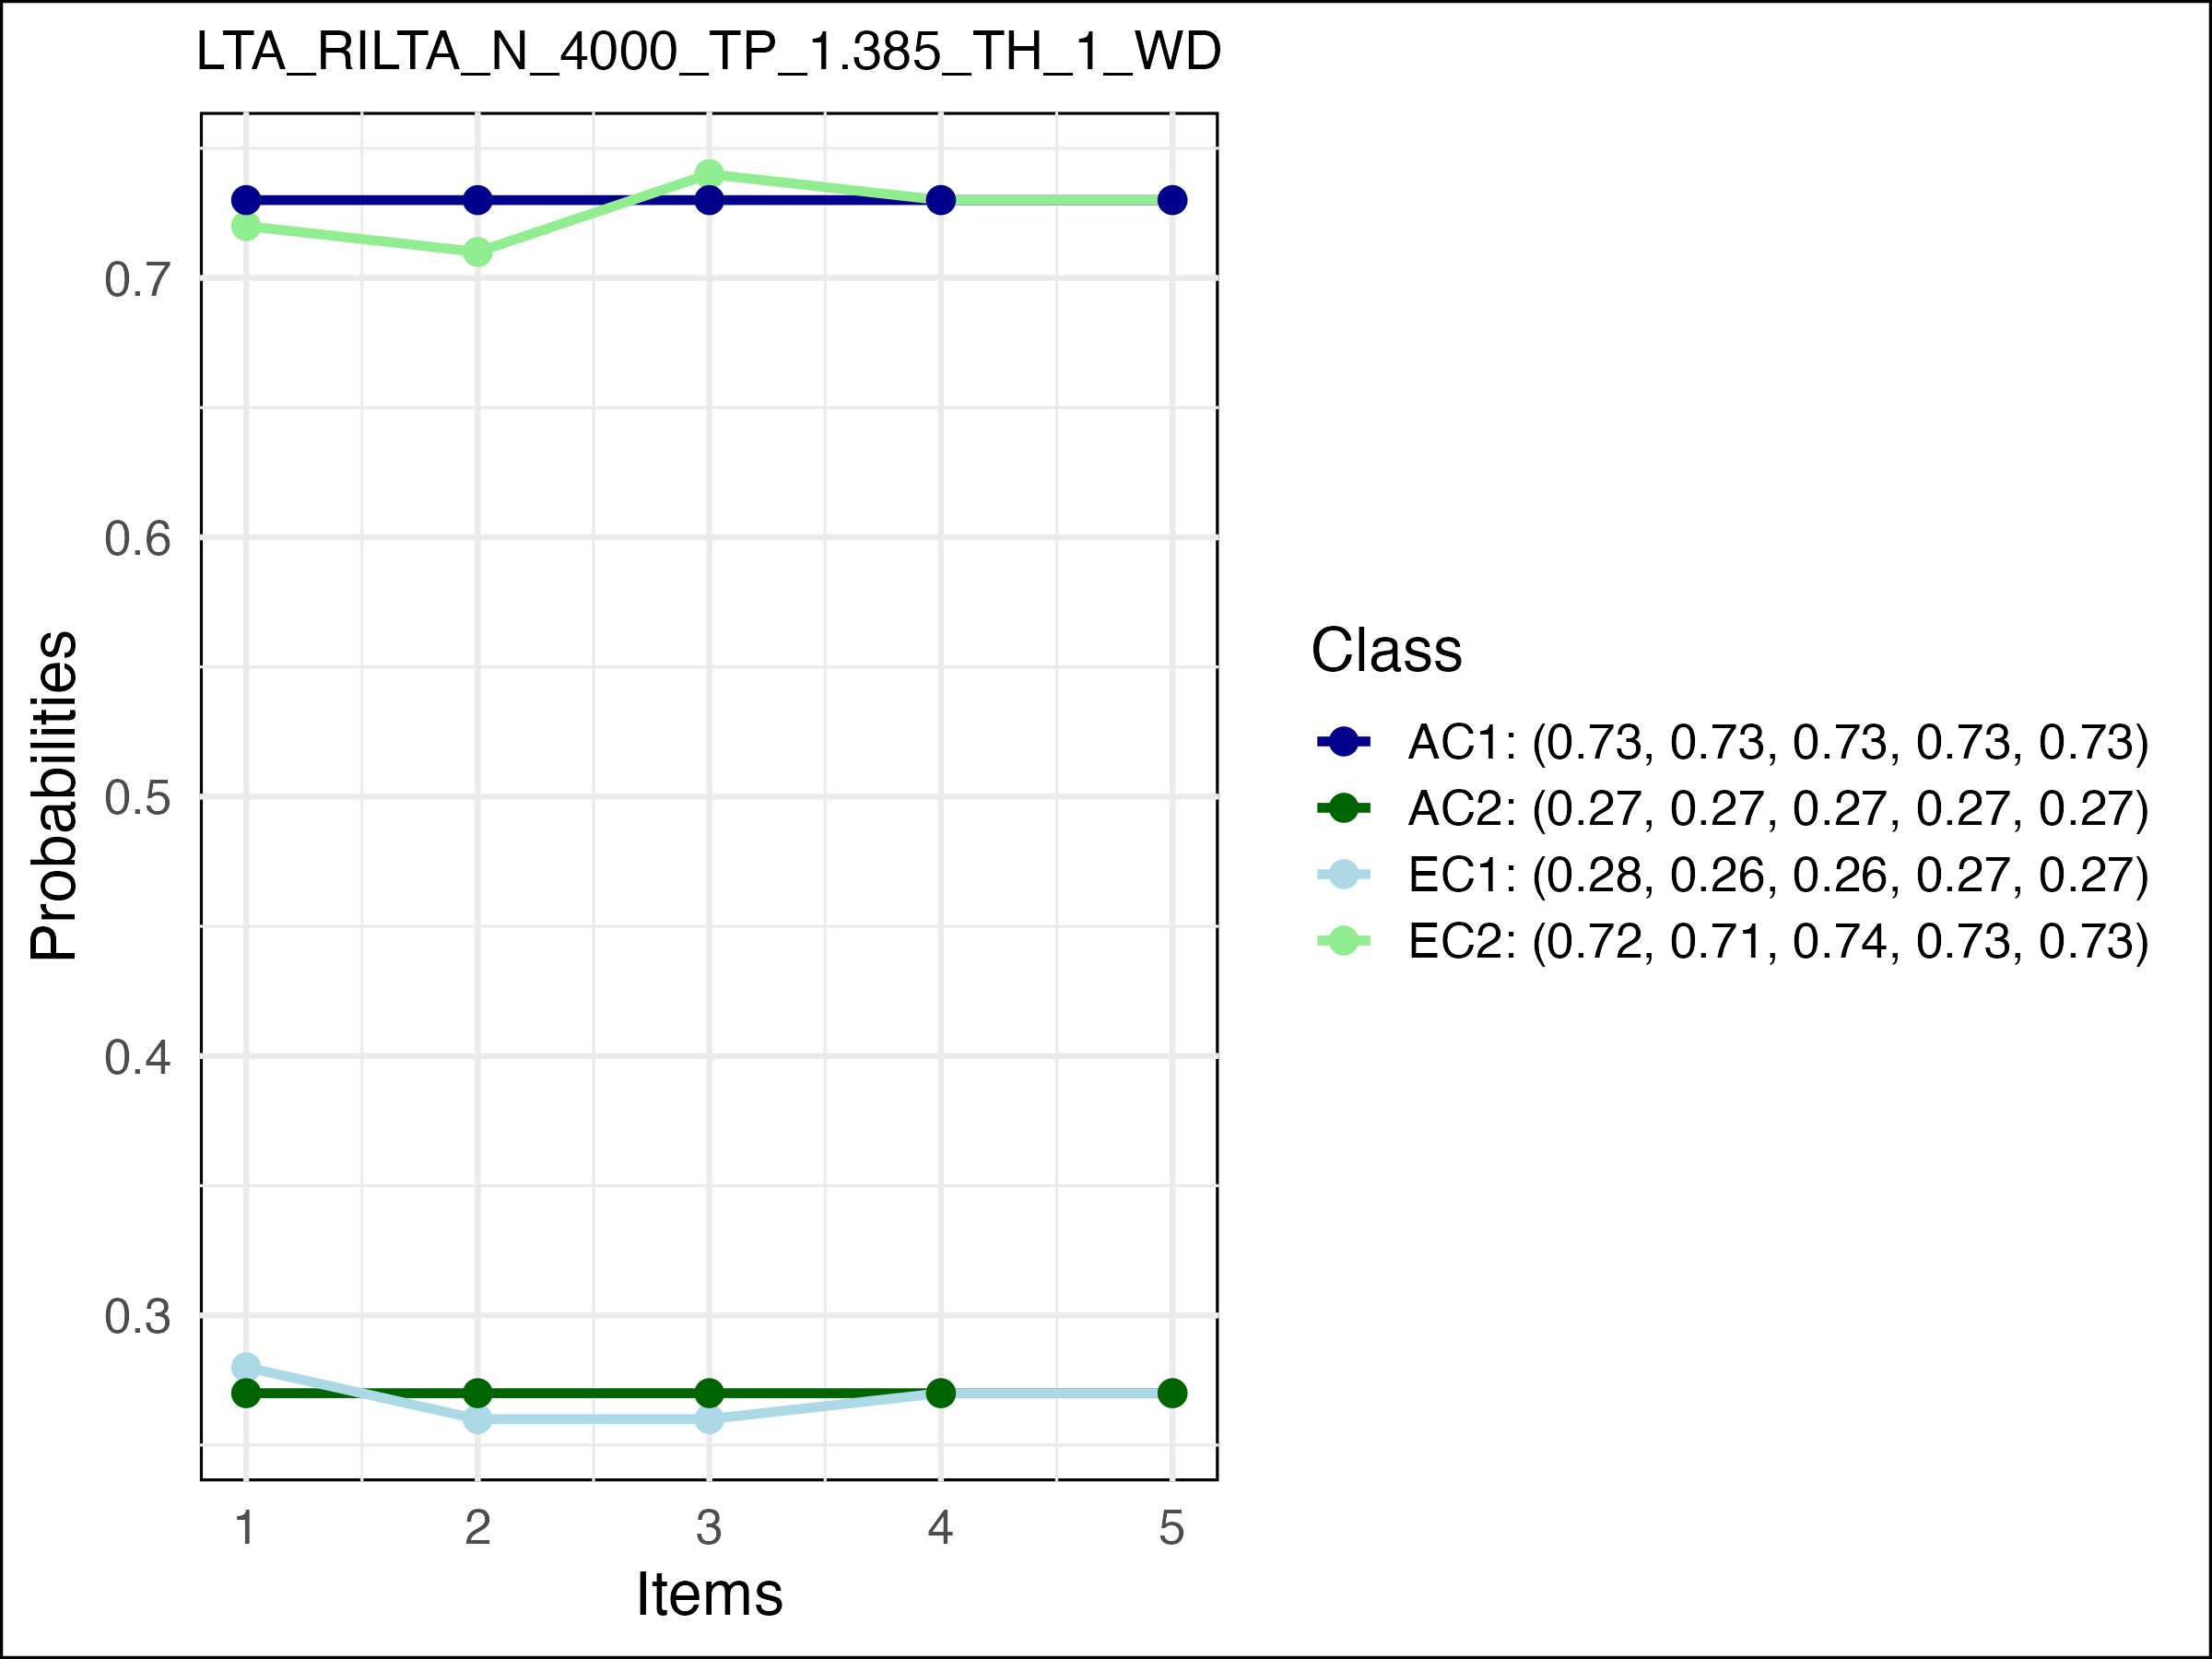 LTA_RILTA_N_4000_TP_1.385_TH_1_WD
Probabilities
0.7
0.6
0.5
0.4
0.3
1 2 3 4 5
Items
Class
AC1: (0.73, 0.73, 0.73, 0.73, 0.73)
AC2: (0.27, 0.27, 0.27, 0.27, 0.27)
EC1: (0.28, 0.26, 0.26, 0.27, 0.27)
EC2: (0.72, 0.71, 0.74, 0.73, 0.73)